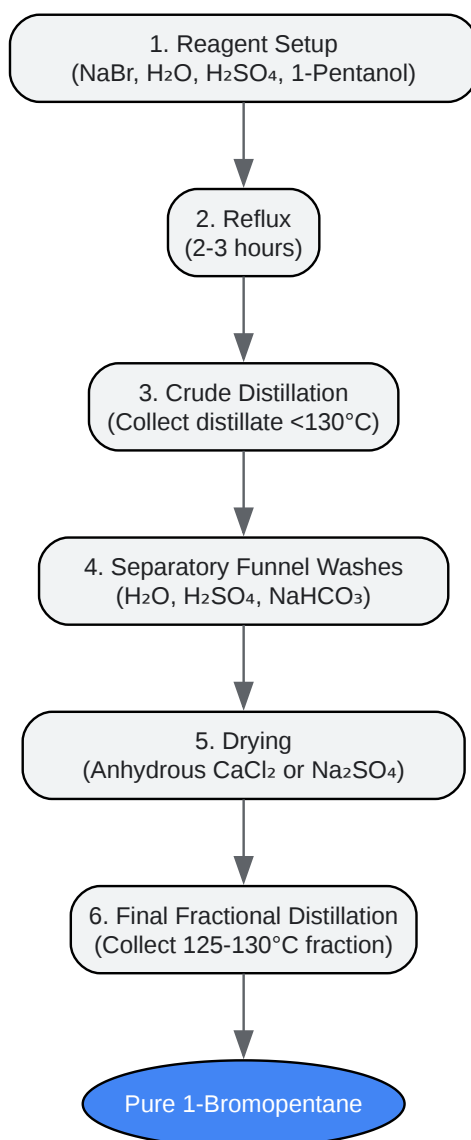 1. Reagent Setup
(NaBr, H₂O, H₂SO₄, 1-Pentanol)
2. Reflux
(2-3 hours)
3. Crude Distillation
(Collect distillate <130°C)
4. Separatory Funnel Washes
(H₂O, H₂SO₄, NaHCO₃)
5. Drying
(Anhydrous CaCl₂ or Na₂SO₄)
6. Final Fractional Distillation
(Collect 125-130°C fraction)
Pure 1-Bromopentane